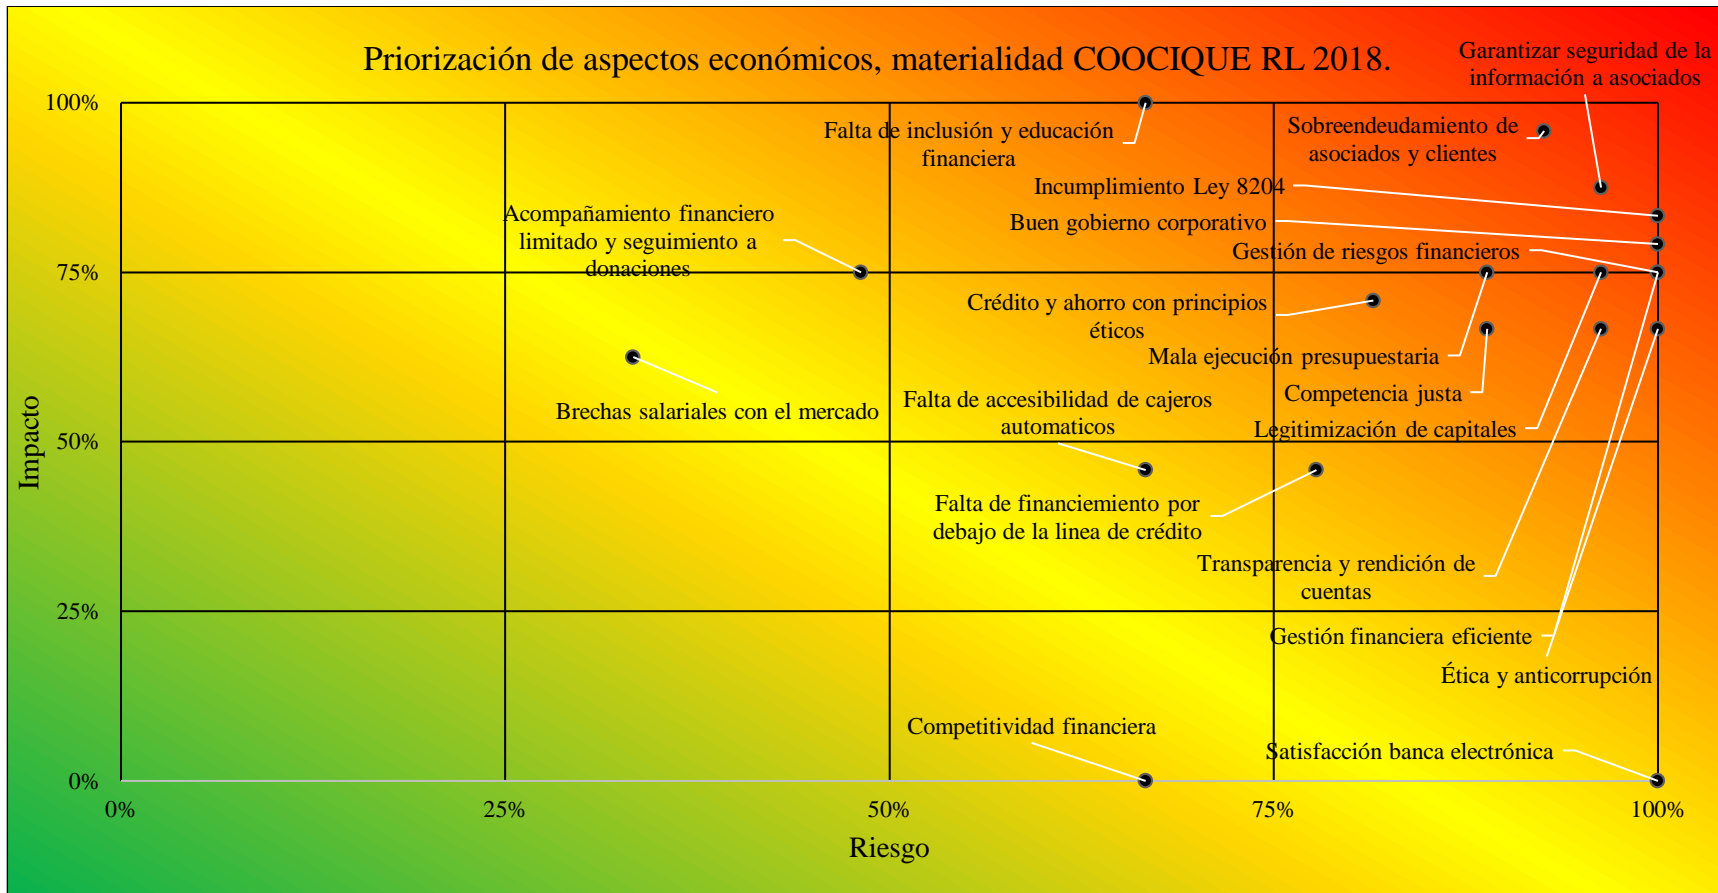 Priorización de aspectos económicos, materialidad COOCIQUE RL 2018.
Garantizar seguridad de la
información a asociados
100%
Falta de inclusión y educación
financiera
Sobreendeudamiento de
asociados y clientes
Incumplimiento Ley 8204
Acompañamiento financiero
limitado y seguimiento a
donaciones
Buen gobierno corporativo
Gestión de riesgos financieros
75%
Crédito y ahorro con principios
éticos
Mala ejecución presupuestaria
Competencia justa
Brechas salariales con el mercado
Falta de accesibilidad de cajeros
automaticos
Legitimización de capitales
50%
Impacto
Falta de financiemiento por
debajo de la linea de crédito
Transparencia y rendición de
cuentas
25%
Gestión financiera eficiente
Ética y anticorrupción
Competitividad financiera
Satisfacción banca electrónica
0%
0%
25%
50%
75%
100%
Riesgo